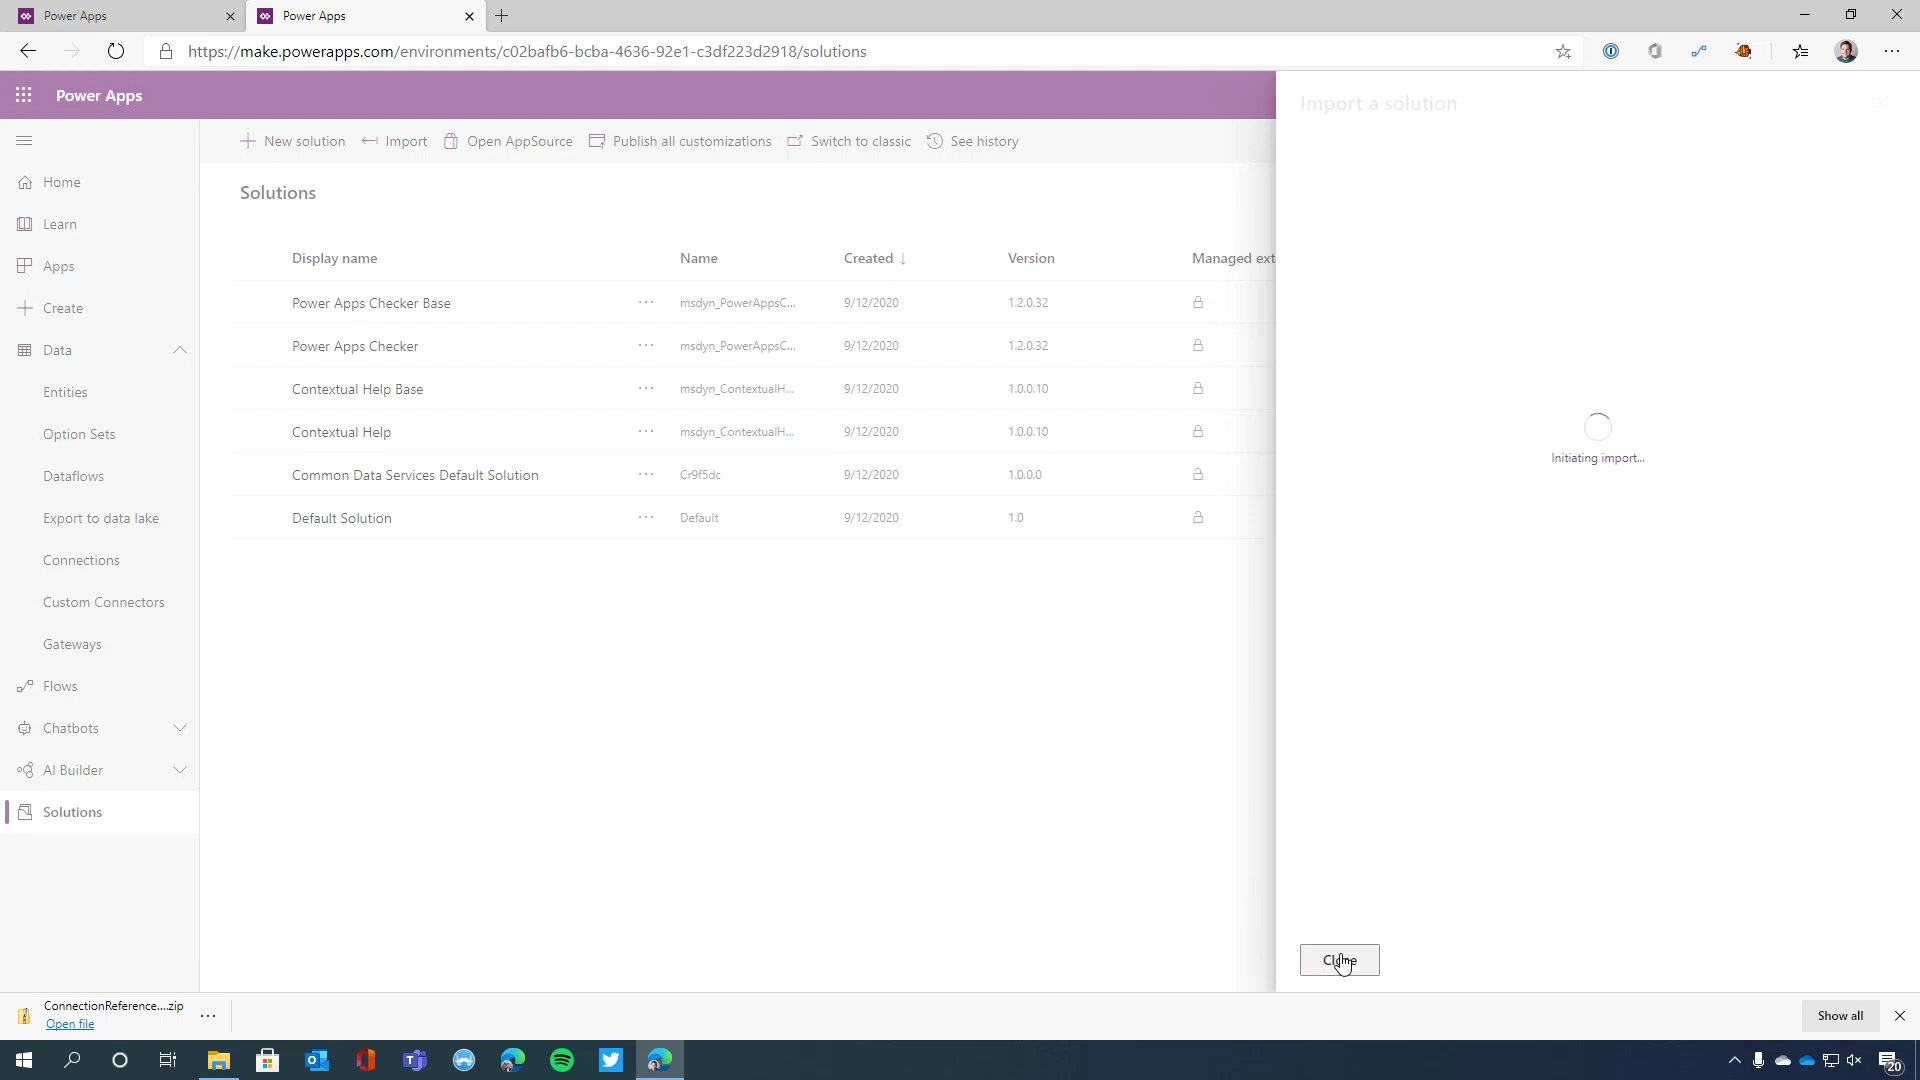 Power Apps
Power Apps
https://make.powerapps.com/environments/c02bafb6-bcba-4636-92e1-c3df223d2918/solutions
Power Apps
Import a solution
New solution
Import
Open AppSource
Publish all customizations
Switch to classic
See history
Home
Learn
Apps
Create
Data
Entities
Option Sets
Dataflows
Export to data lake
Connections
Custom Connectors
Gateways
Flows
Chatbots
AI Builder
Solutions
Solutions
Display name Name Created ↓ Version Managed ext
Power Apps Checker Base ··· msdyn_PowerAppsC... 9/12/2020 1.2.0.32
Power Apps Checker ··· msdyn_PowerAppsC... 9/12/2020 1.2.0.32
Contextual Help Base ··· msdyn_ContextualH... 9/12/2020 1.0.0.10
Contextual Help ··· msdyn_ContextualH... 9/12/2020 1.0.0.10
Common Data Services Default Solution ··· Cr9f5dc 9/12/2020 1.0.0.0
Default Solution ··· Default 9/12/2020 1.0
Initiating import...
Close
ConnectionReference....zip
Open file
Show all
20